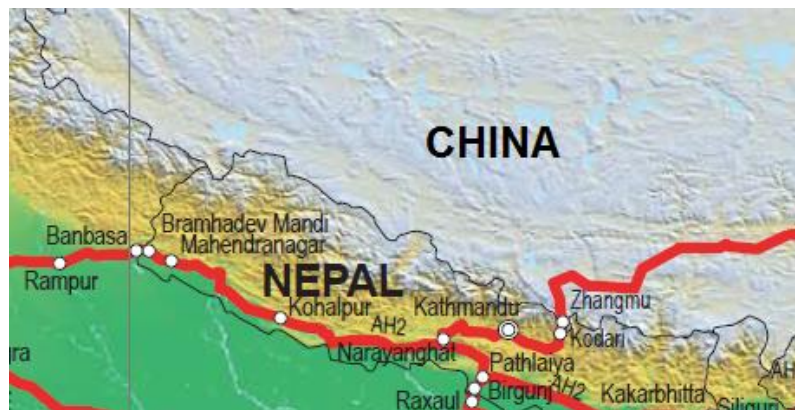 CHINA
Banbasa
Bramhadev Mandi
Mahendranagar
Rampur
NEPAL
Kohalpur
Kathmandu
Zhangmu
AH2
Kodari
Narayanghat
Pathlaiya
Birgunj
AH2
Kakarbhitta
Raxaul